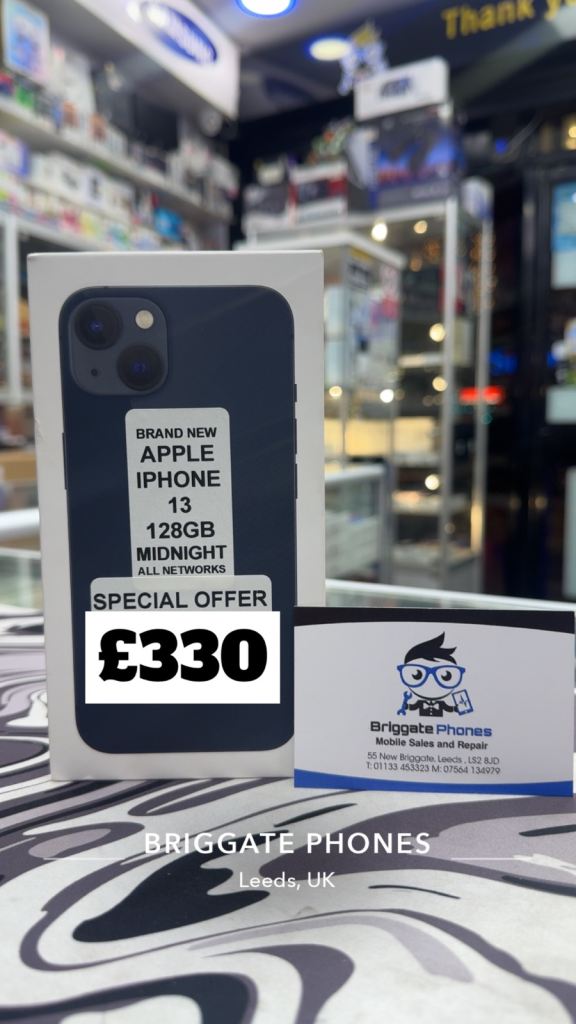 Thank
BRAND NEW
APPLE
IPHONE
13
128GB
MIDNIGHT
ALL NETWORKS
SPECIAL OFFER
£330
Briggate Phones
Mobile Sales and Repair
55 New Briggate, Leeds , LS2 8JD
T: 01133 453323 M: 07564 134979
BRIGGATE PHONES
Leeds, UK